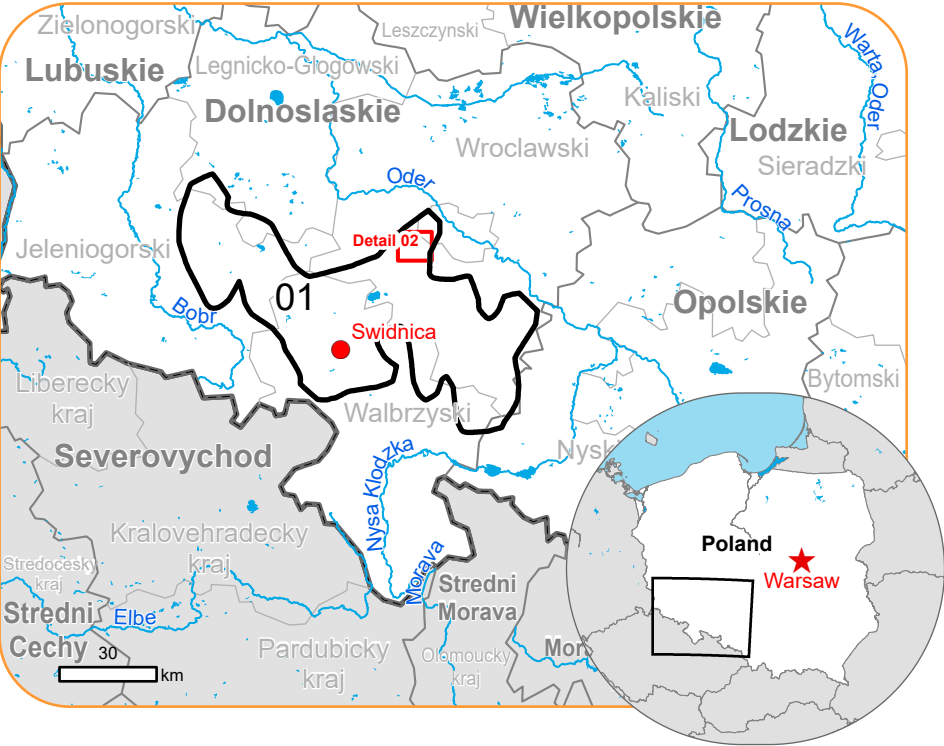 Zielonogorski
Leszczynski
Wielkopolskie
Warta, Oder
Lubuskie
Legnicko-Glogowski
Dolnoslaskie
Kaliski
Lodzkie
Wroclawski
Sieradzki
Oder
Prosna
Jeleniogorski
Detail 02
01
Bobr
Opolskie
Swidnica
Liberecky
kraj
Bytomski
Walbrzyski
Severovychod
Nyski
Nysa Klodzka
Kralovehradecky
kraj
Poland
Warsaw
Stredocesky
kraj
Morava
Stredni
Morava
Stredni
Cechy
Elbe
Pardubicky
kraj
Olomoucky
kraj
Mor
30
km